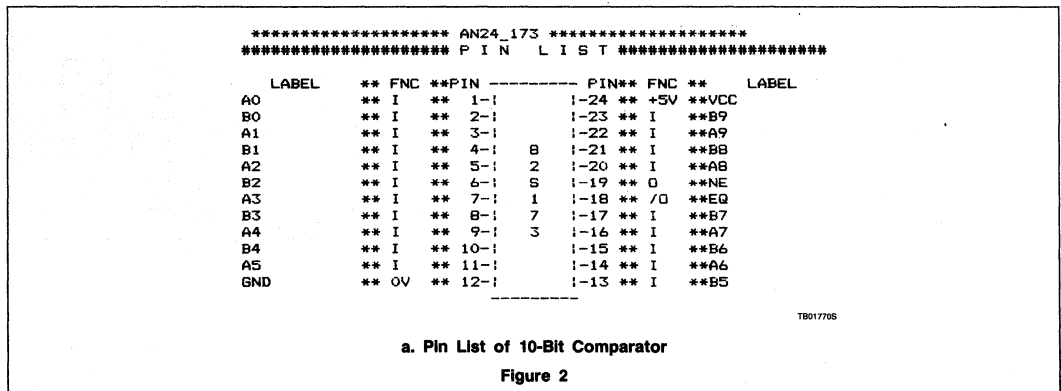 ******************** AN24_173 ********************
##################### P I N L I S T #####################
LABEL ** FNC **PIN --------- PIN** FNC ** LABEL
A0 ** I ** 1-| |-24 ** +5V **VCC
B0 ** I ** 2-| |-23 ** I **B9
A1 ** I ** 3-| |-22 ** I **A9
B1 ** I ** 4-| 8 |-21 ** I **B8
A2 ** I ** 5-| 2 |-20 ** I **A8
B2 ** I ** 6-| S |-19 ** O **NE
A3 ** I ** 7-| 1 |-18 ** /O **EQ
B3 ** I ** 8-| 7 |-17 ** I **B7
A4 ** I ** 9-| 3 |-16 ** I **A7
B4 ** I ** 10-| |-15 ** I **B6
A5 ** I ** 11-| |-14 ** I **A6
GND ** 0V ** 12-| |-13 ** I **B5
---------
TB01770S
a. Pin List of 10-Bit Comparator
Figure 2